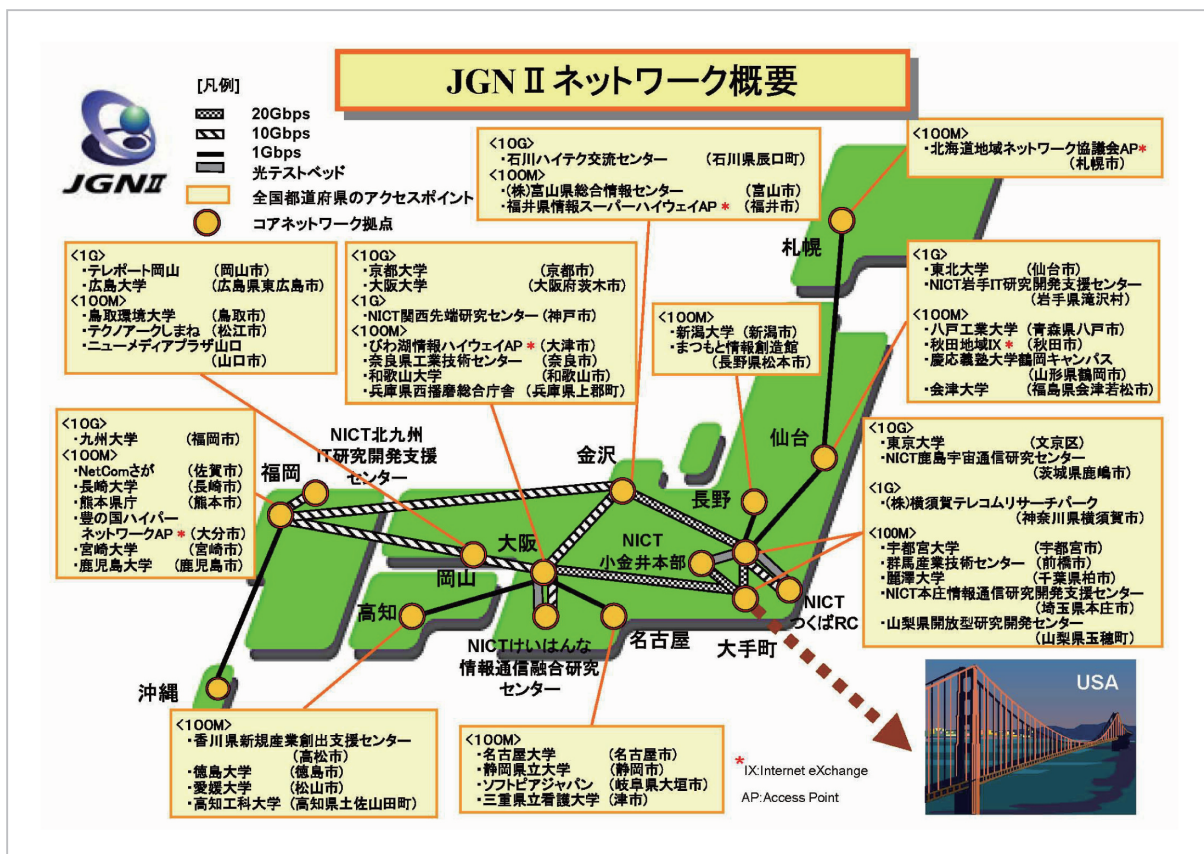 JGN Ⅱ ネットワーク概要
JGNⅡ
[凡例]
20Gbps
10Gbps
1Gbps
光テストベッド
全国都道府県のアクセスポイント
コアネットワーク拠点
<10G>
・石川ハイテク交流センター (石川県辰口町)
<100M>
・(株)富山県総合情報センター (富山市)
・福井県情報スーパーハイウェイAP * (福井市)
<100M>
・北海道地域ネットワーク協議会AP*
(札幌市)
<1G>
・テレポート岡山 (岡山市)
・広島大学 (広島県東広島市)
<100M>
・鳥取環境大学 (鳥取市)
・テクノアークしまね (松江市)
・ニューメディアプラザ山口
(山口市)
<10G>
・京都大学 (京都市)
・大阪大学 (大阪府茨木市)
<1G>
・NICT関西先端研究センター (神戸市)
<100M>
・びわ湖情報ハイウェイAP * (大津市)
・奈良県工業技術センター (奈良市)
・和歌山大学 (和歌山市)
・兵庫県西播磨総合庁舎 (兵庫県上郡町)
<100M>
・新潟大学 (新潟市)
・まつもと情報創造館
(長野県松本市)
<1G>
・東北大学 (仙台市)
・NICT岩手IT研究開発支援センター
(岩手県滝沢村)
<100M>
・八戸工業大学 (青森県八戸市)
・秋田地域IX * (秋田市)
・慶応義塾大学鶴岡キャンパス
(山形県鶴岡市)
・会津大学 (福島県会津若松市)
<10G>
・九州大学 (福岡市)
<100M>
・NetComさが (佐賀市)
・長崎大学 (長崎市)
・熊本県庁 (熊本市)
・豊の国ハイパー
ネットワークAP * (大分市)
・宮崎大学 (宮崎市)
・鹿児島大学 (鹿児島市)
<10G>
・東京大学 (文京区)
・NICT鹿島宇宙通信研究センター
(茨城県鹿嶋市)
<1G>
・(株)横須賀テレコムリサーチパーク
(神奈川県横須賀市)
<100M>
・宇都宮大学 (宇都宮市)
・群馬産業技術センター (前橋市)
・麗澤大学 (千葉県柏市)
・NICT本庄情報通信研究開発支援センター
(埼玉県本庄市)
・山梨県開放型研究開発センター
(山梨県玉穂町)
札幌
仙台
長野
金沢
NICT北九州
IT研究開発支援
センター
福岡
大阪
岡山
高知
NICT
小金井本部
NICT
つくばRC
大手町
名古屋
NICTけいはんな
情報通信融合研究
センター
沖縄
<100M>
・香川県新規産業創出支援センター
(高松市)
・徳島大学 (徳島市)
・愛媛大学 (松山市)
・高知工科大学 (高知県土佐山田町)
<100M>
・名古屋大学 (名古屋市)
・静岡県立大学 (静岡市)
・ソフトピアジャパン (岐阜県大垣市)
・三重県立看護大学 (津市)
*IX:Internet eXchange
AP:Access Point
USA